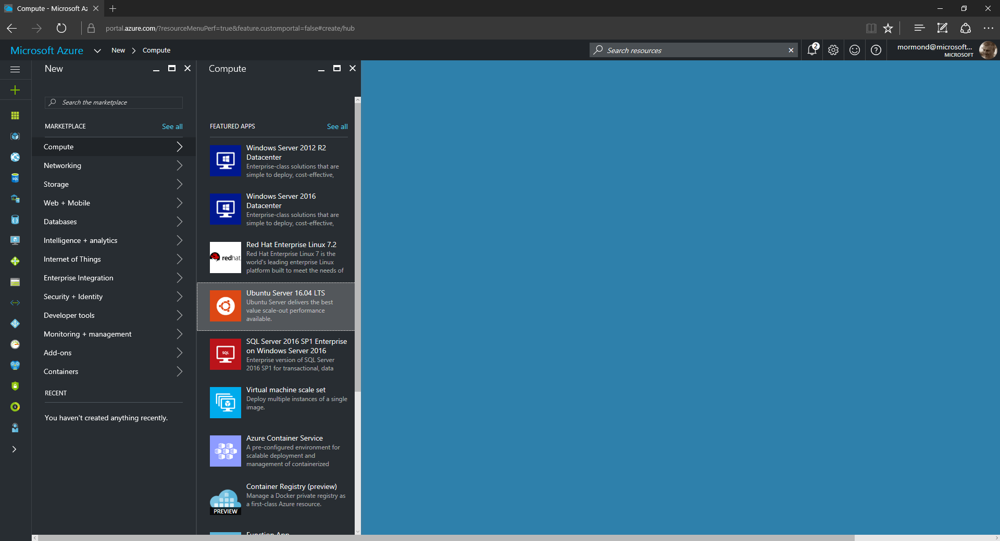 Compute - Microsoft Az
portal.azure.com/?resourceMenuPerf=true&feature.customportal=false#create/hub
Microsoft Azure
New
Compute
Search resources
2
mormond@microsoft...
MICROSOFT
New
Search the marketplace
MARKETPLACE
See all
Compute
Networking
Storage
Web + Mobile
Databases
Intelligence + analytics
Internet of Things
Enterprise Integration
Security + Identity
Developer tools
Monitoring + management
Add-ons
Containers
RECENT
You haven't created anything recently.
Compute
FEATURED APPS
See all
Windows Server 2012 R2
Datacenter
Enterprise-class solutions that are
simple to deploy, cost-effective,
Windows Server 2016
Datacenter
Enterprise-class solutions that are
simple to deploy, cost-effective,
redhat.
Red Hat Enterprise Linux 7.2
Red Hat Enterprise Linux 7 is the
world's leading enterprise Linux
platform built to meet the needs of
Ubuntu Server 16.04 LTS
Ubuntu Server delivers the best
value scale-out performance
available.
SQL
SQL Server 2016 SP1 Enterprise
on Windows Server 2016
Enterprise version of SQL Server
2016 SP1 for transactional, data
Virtual machine scale set
Deploy multiple instances of a single
image.
Azure Container Service
A pre-configured environment for
scalable deployment and
management of containerized
Container Registry (preview)
Manage a Docker private registry as
a first-class Azure resource.
PREVIEW
Function App
SQL